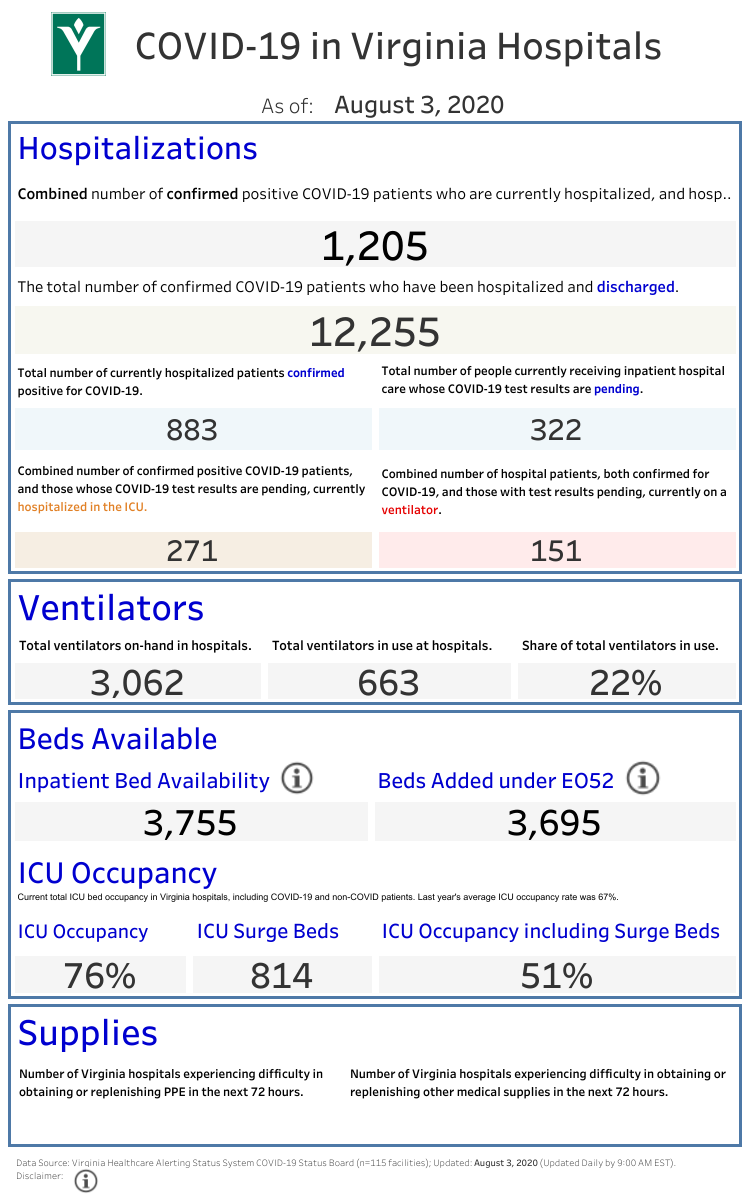 COVID-19 in Virginia Hospitals
As of: August 3, 2020
Hospitalizations
Combined number of confirmed positive COVID-19 patients who are currently hospitalized, and hosp..
1,205
The total number of confirmed COVID-19 patients who have been hospitalized and discharged.
12,255
Total number of currently hospitalized patients confirmed
positive for COVID-19.
883
Total number of people currently receiving inpatient hospital
care whose COVID-19 test results are pending.
322
Combined number of confirmed positive COVID-19 patients,
and those whose COVID-19 test results are pending, currently
hospitalized in the ICU.
271
Combined number of hospital patients, both confirmed for
COVID-19, and those with test results pending, currently on a
ventilator.
151
Ventilators
Total ventilators on-hand in hospitals.
3,062
Total ventilators in use at hospitals.
663
Share of total ventilators in use.
22%
Beds Available
Inpatient Bed Availability
3,755
Beds Added under EO52
3,695
ICU Occupancy
Current total ICU bed occupancy in Virginia hospitals, including COVID-19 and non-COVID patients. Last year's average ICU occupancy rate was 67%.
ICU Occupancy
76%
ICU Surge Beds
814
ICU Occupancy including Surge Beds
51%
Supplies
Number of Virginia hospitals experiencing difficulty in
obtaining or replenishing PPE in the next 72 hours.
Number of Virginia hospitals experiencing difficulty in obtaining or
replenishing other medical supplies in the next 72 hours.
Data Source: Virginia Healthcare Alerting Status System COVID-19 Status Board (n=115 facilities); Updated: August 3, 2020 (Updated Daily by 9:00 AM EST).
Disclaimer: